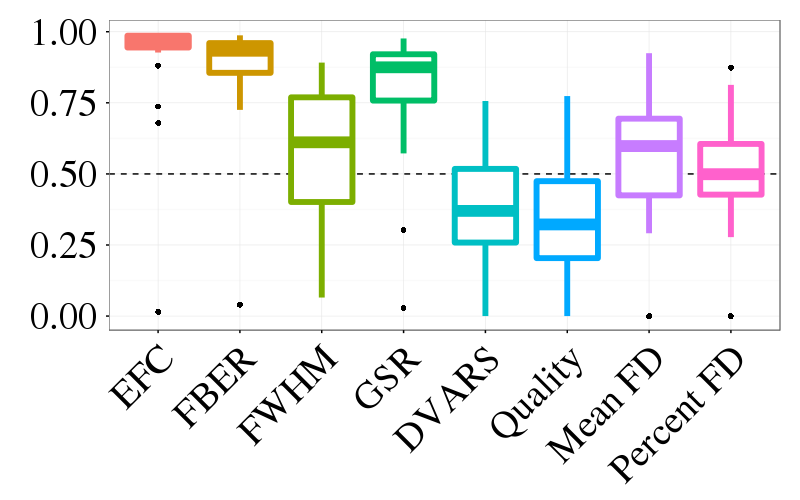 1.00
0.75
0.50
0.25
0.00
EFC
FBER
FWHM
GSR
DVARS
Quality
Mean FD
Percent FD